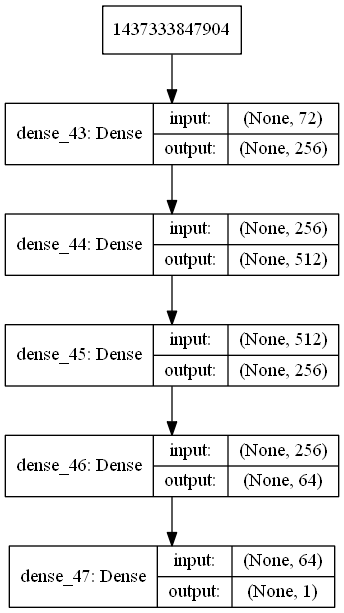 1437333847904
dense_43: Dense
input: (None, 72)
output: (None, 256)
dense_44: Dense
input: (None, 256)
output: (None, 512)
dense_45: Dense
input: (None, 512)
output: (None, 256)
dense_46: Dense
input: (None, 256)
output: (None, 64)
dense_47: Dense
input: (None, 64)
output: (None, 1)